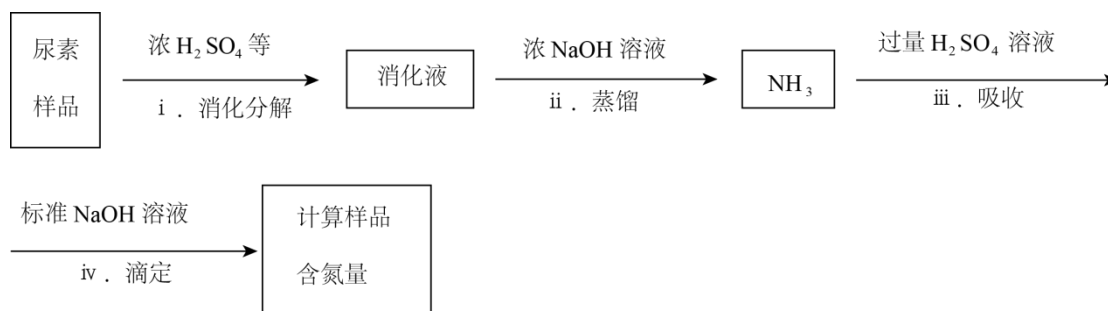 尿素
样品
浓 H₂SO₄ 等
ⅰ．消化分解
消化液
浓 NaOH 溶液
ⅱ．蒸馏
NH₃
过量 H₂SO₄ 溶液
ⅲ．吸收
标准 NaOH 溶液
ⅳ．滴定
计算样品
含氮量